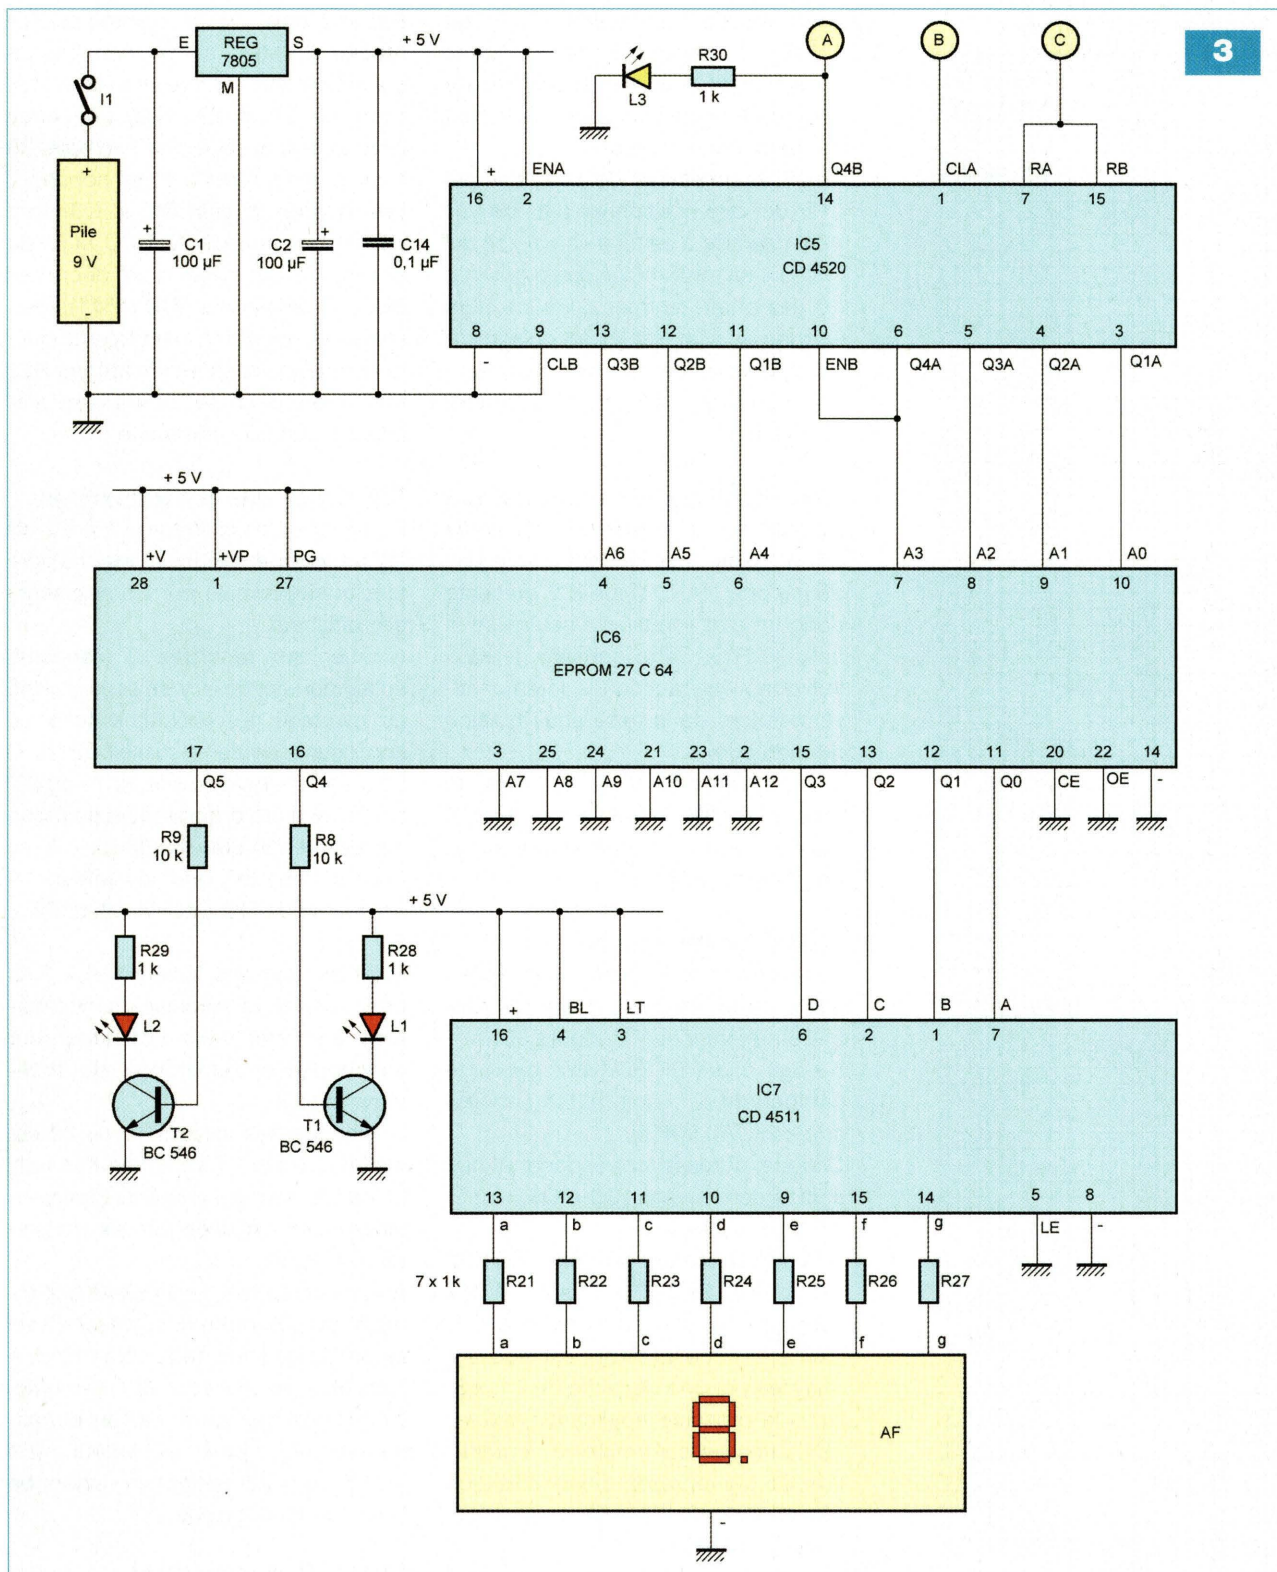 3
A B C
E REG S + 5 V
7805
M
R30
1 k
L3
I1
+ ENA Q4B CLA RA RB
16 2 14 1 7 15
+
Pile
9 V
-
+
C1
100 µF
C2
100 µF
+
C14
0,1 µF
IC5
CD 4520
8 9 13 12 11 10 6 5 4 3
- CLB Q3B Q2B Q1B ENB Q4A Q3A Q2A Q1A
+ 5 V
+V +VP PG A6 A5 A4 A3 A2 A1 A0
28 1 27 4 5 6 7 8 9 10
IC6
EPROM 27 C 64
17 16 3 25 24 21 23 2 15 13 12 11 20 22 14
Q5 Q4 A7 A8 A9 A10 A11 A12 Q3 Q2 Q1 Q0 CE OE -
R9
10 k
R8
10 k
+ 5 V
R29
1 k
R28
1 k
L2 L1
+ BL LT D C B A
16 4 3 6 2 1 7
T2
BC 546
T1
BC 546
IC7
CD 4511
13 12 11 10 9 15 14 5 8
a b c d e f g LE -
7 x 1k R21 R22 R23 R24 R25 R26 R27
a b c d e f g
8.
AF
-